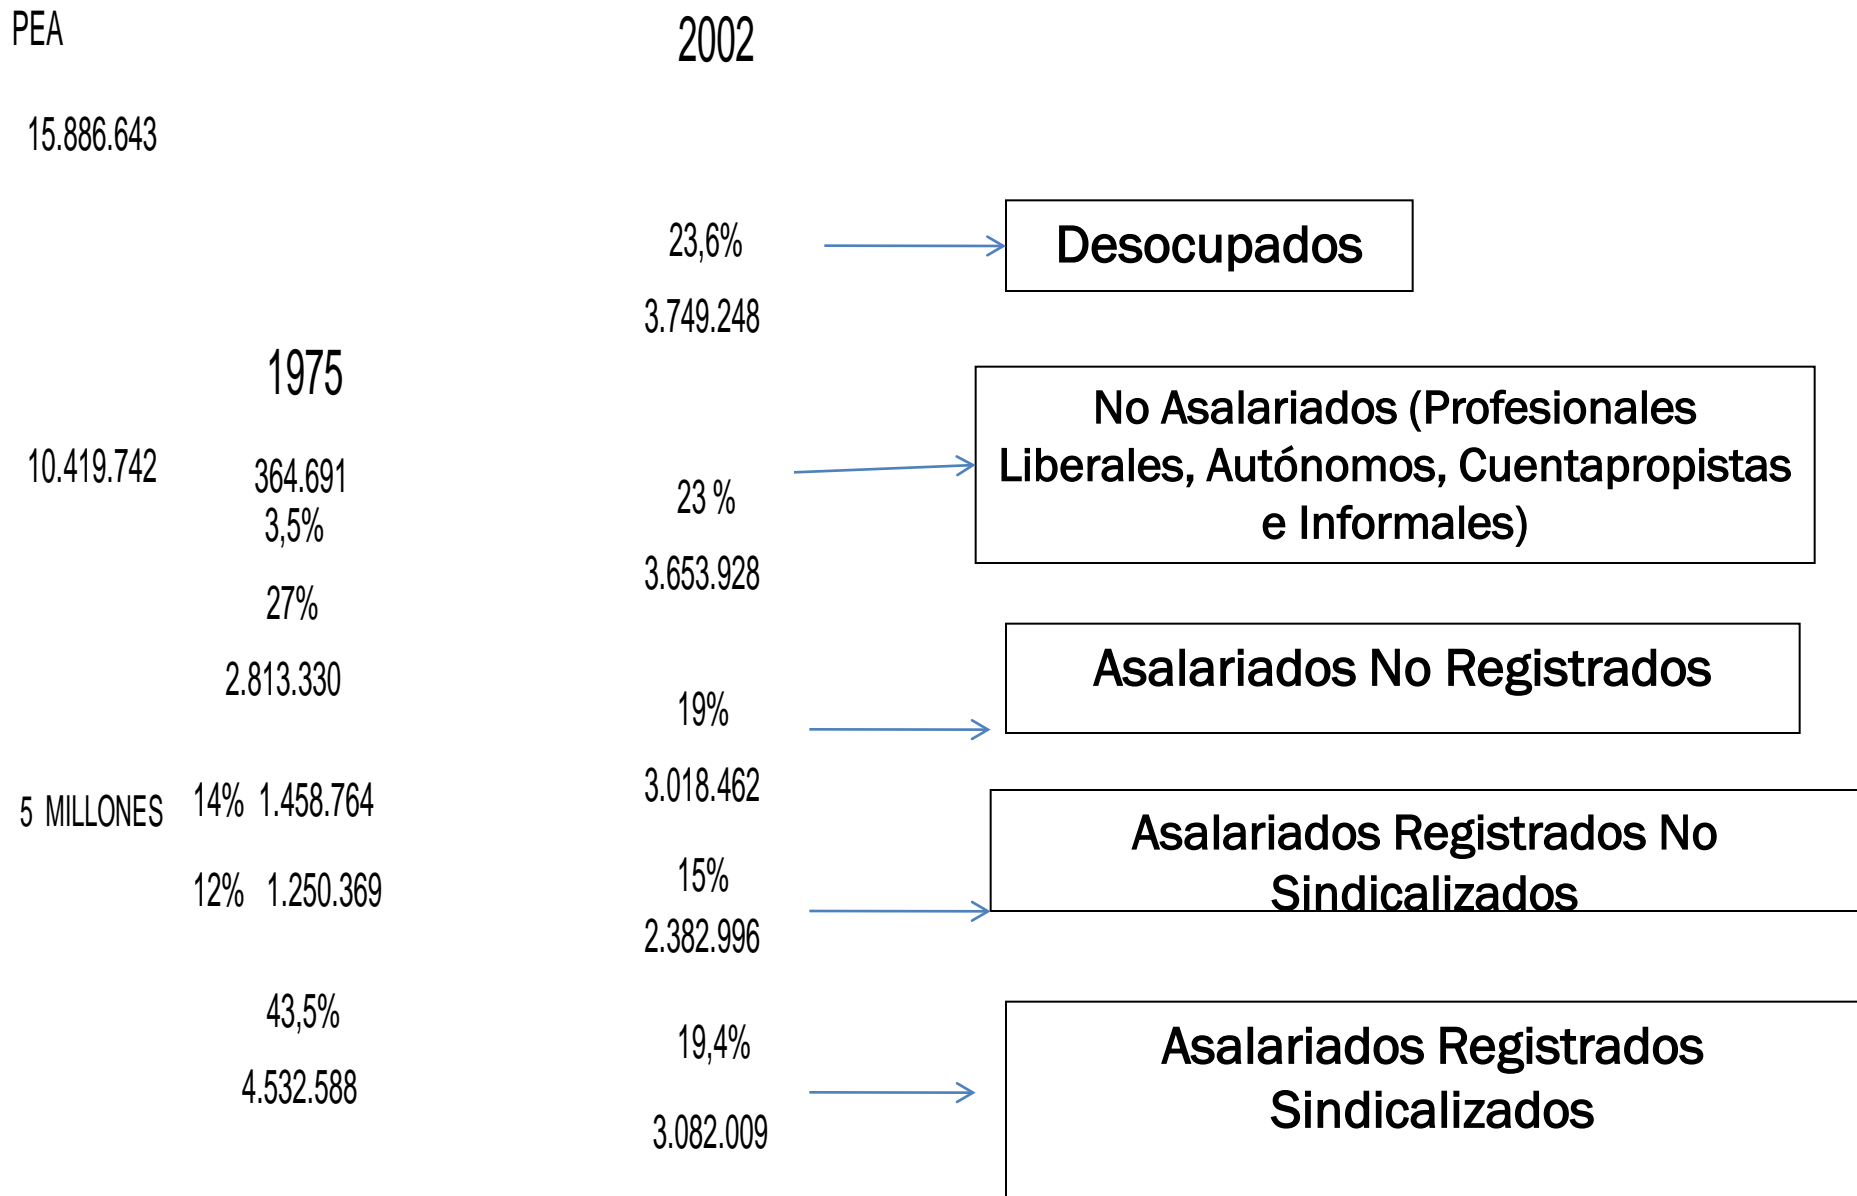 PEA
2002
15.886.643
23,6%
Desocupados
3.749.248
1975
No Asalariados (Profesionales
Liberales, Autónomos, Cuentapropistas
e Informales)
10.419.742
364.691
3,5%
23 %
3.653.928
27%
2.813.330
Asalariados No Registrados
19%
3.018.462
5 MILLONES
14% 1.458.764
Asalariados Registrados No
Sindicalizados
12% 1.250.369
15%
2.382.996
43,5%
4.532.588
19,4%
3.082.009
Asalariados Registrados
Sindicalizados